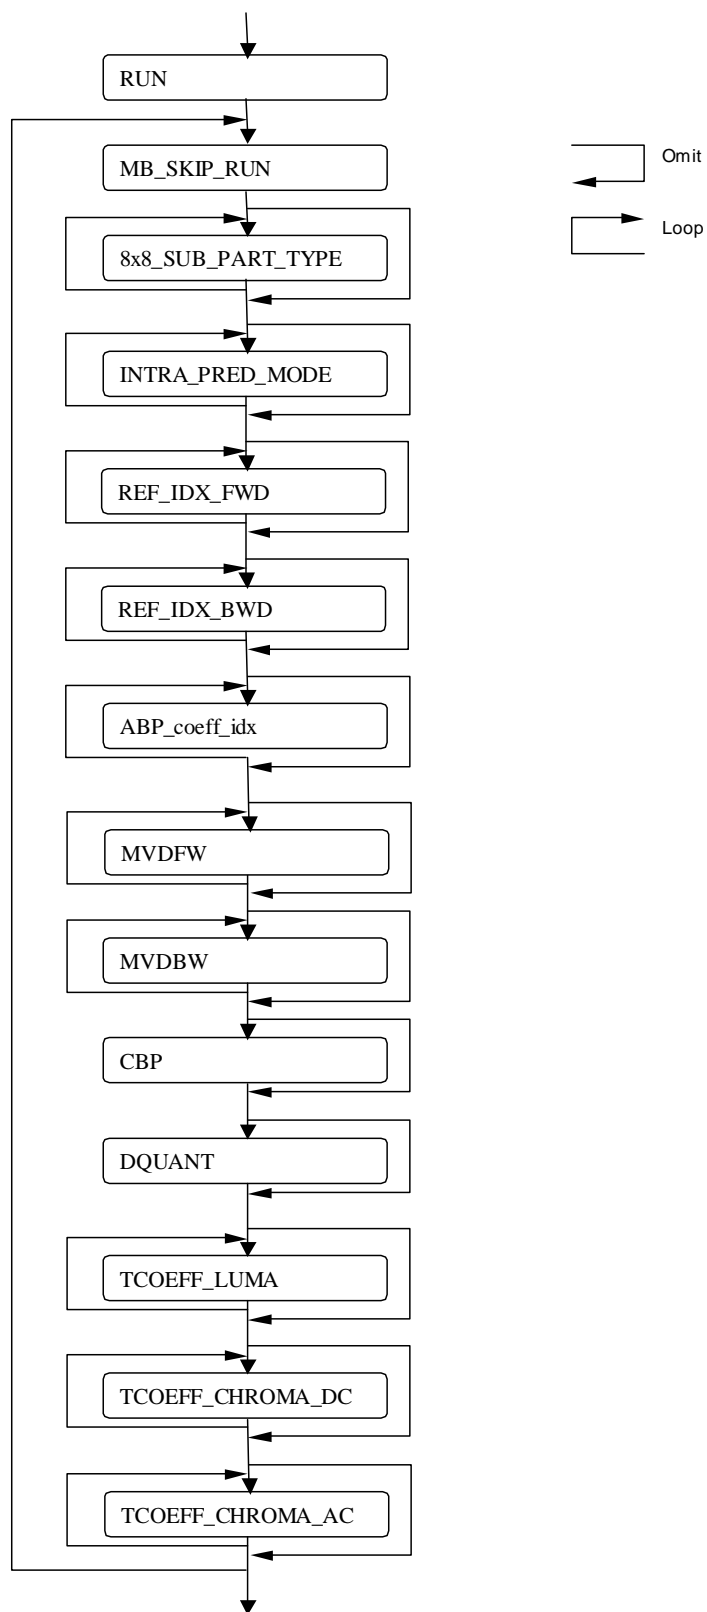 RUN
MB_SKIP_RUN
Omit
Loop
8x8_SUB_PART_TYPE
INTRA_PRED_MODE
REF_IDX_FWD
REF_IDX_BWD
ABP_coeff_idx
MVDFW
MVDBW
CBP
DQUANT
TCOEFF_LUMA
TCOEFF_CHROMA_DC
TCOEFF_CHROMA_AC